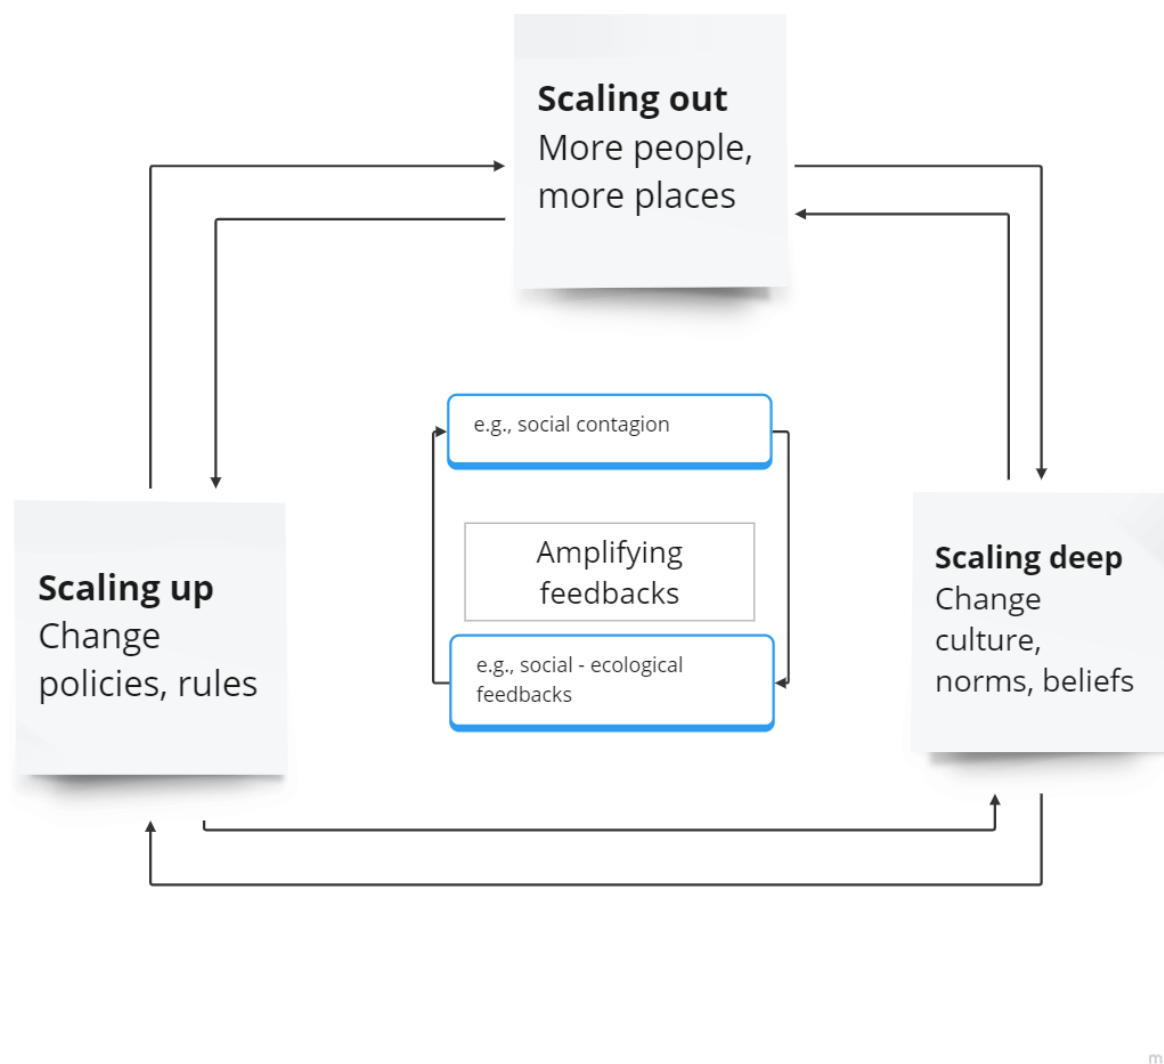 Scaling out
More people,
more places
e.g., social contagion
Amplifying
feedbacks
Scaling up
Change
policies, rules
Scaling deep
Change
culture,
norms, beliefs
e.g., social - ecological
feedbacks